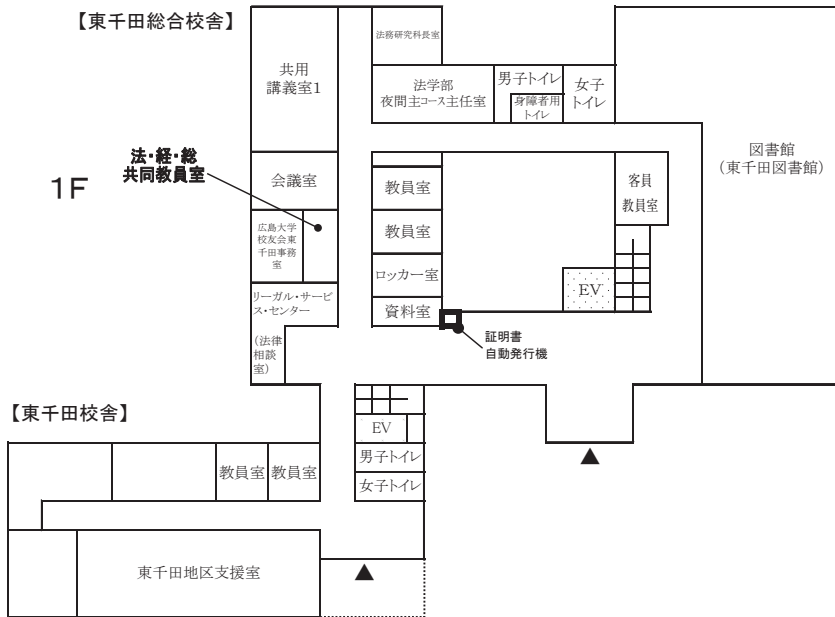 【東千田総合校舎】
法務研究科長室
共用
講義室1
法学部
夜間主コース主任室
男子トイレ
身障者用
トイレ
女子
トイレ
図書館
(東千田図書館)
法・経・総
共同教員室
1F
会議室
教員室
客員
教員室
広島大学
校友会東
千田事務
室
教員室
ロッカー室
EV
リーガル・サービ
ス・センター
資料室
(法律
相談
室)
証明書
自動発行機
【東千田校舎】
EV
男子トイレ
教員室
教員室
女子トイレ
東千田地区支援室